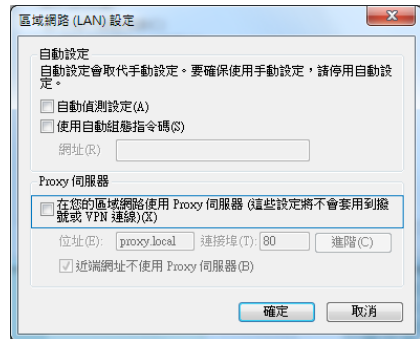 區域網路 (LAN) 設定
自動設定
自動設定會取代手動設定。要確保使用手動設定，請停用自動設
定。
自動偵測設定(A)
使用自動組態指令碼(S)
網址(R)
Proxy 伺服器
在您的區域網路使用 Proxy 伺服器 (這些設定將不會套用到撥
號或 VPN 連線)(X)
位址(E): proxy.local 連接埠(T): 80 進階(C)
近端網址不使用 Proxy 伺服器(B)
確定 取消